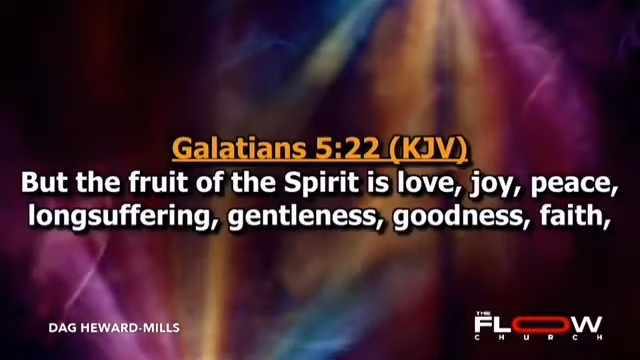 Galatians 5:22 (KJV)
But the fruit of the Spirit is love, joy, peace,
longsuffering, gentleness, goodness, faith,
DAG HEWARD-MILLS
THE
FLOW
CHURCH